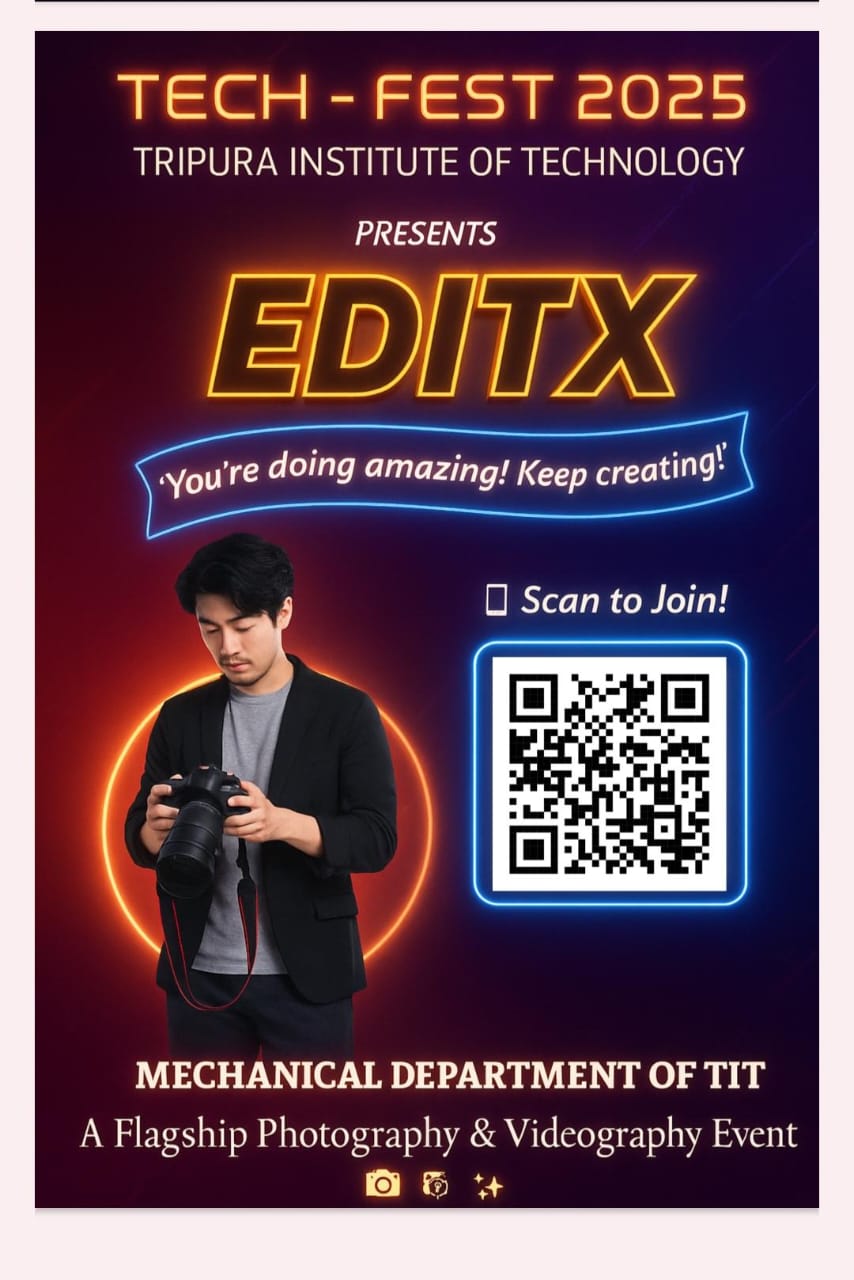 TECH - FEST 2025
TRIPURA INSTITUTE OF TECHNOLOGY
PRESENTS
EDITX
‘You’re doing amazing! Keep creating!’
Scan to Join!
MECHANICAL DEPARTMENT OF TIT
A Flagship Photography & Videography Event